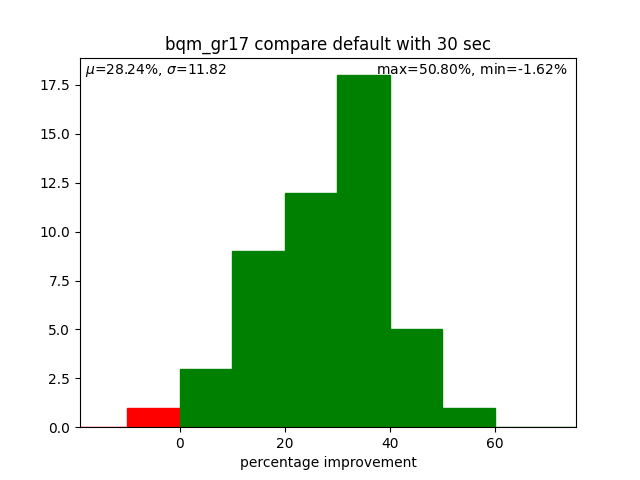 bqm_gr17 compare default with 30 sec
μ=28.24%, σ=11.82
max=50.80%, min=-1.62%
17.5
15.0
12.5
10.0
7.5
5.0
2.5
0.0
0 20 40 60
percentage improvement